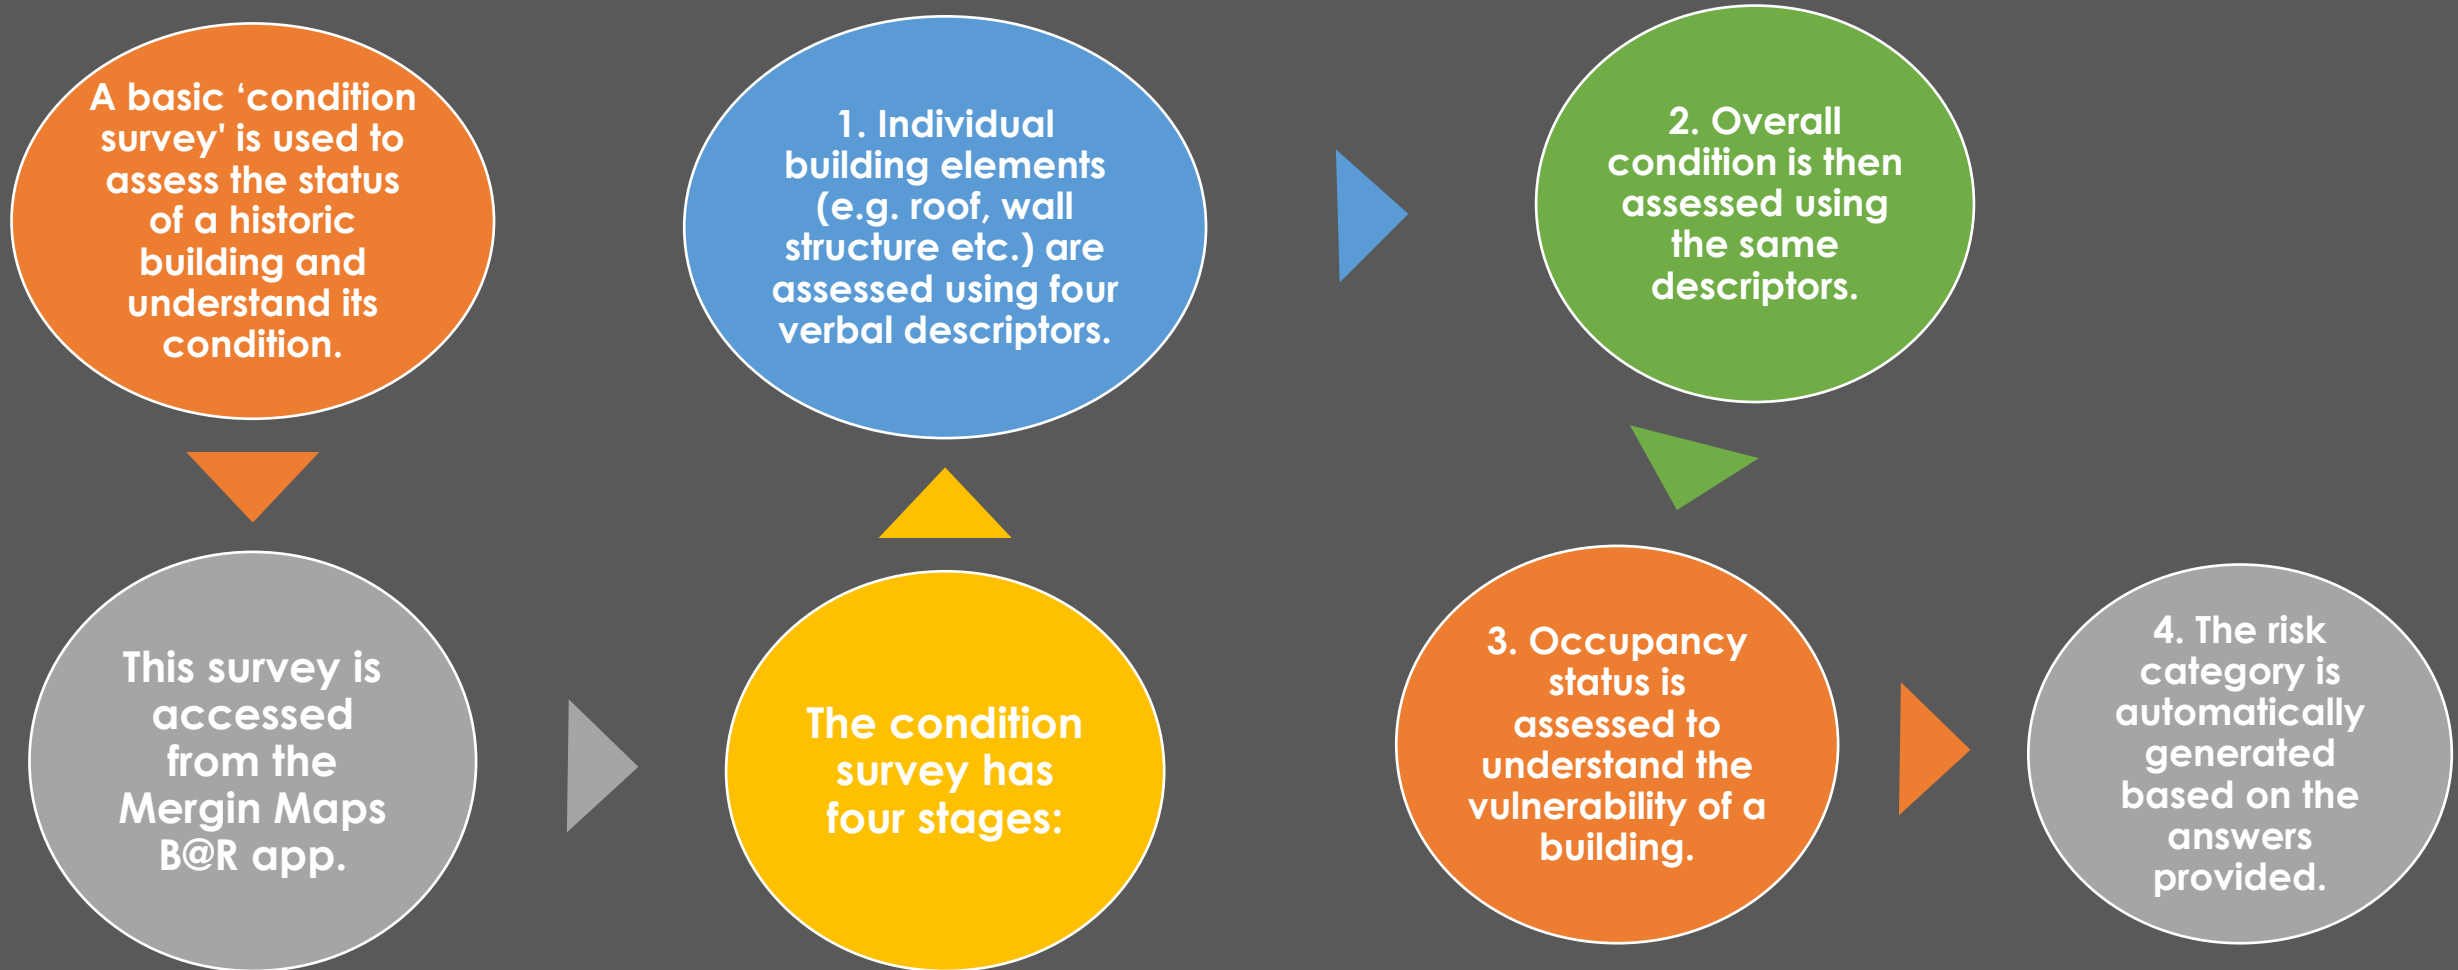 A basic ‘condition
survey' is used to
assess the status
of a historic
building and
understand its
condition.
This survey is
accessed
from the
Mergin Maps
B@R app.
The condition
survey has
four stages:
1. Individual
building elements
(e.g. roof, wall
structure etc.) are
assessed using four
verbal descriptors.
2. Overall
condition is then
assessed using
the same
descriptors.
3. Occupancy
status is
assessed to
understand the
vulnerability of a
building.
4. The risk
category is
automatically
generated
based on the
answers
provided.